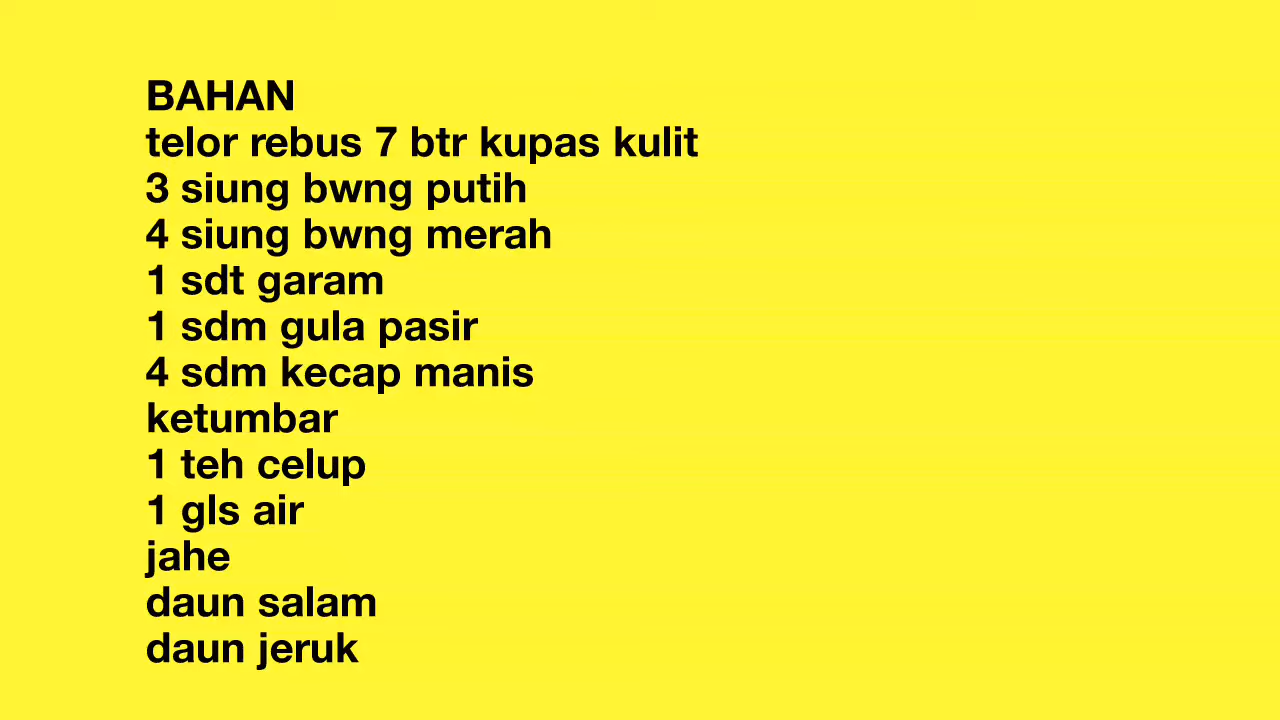 BAHAN
telor rebus 7 btr kupas kulit
3 siung bwng putih
4 siung bwng merah
1 sdt garam
1 sdm gula pasir
4 sdm kecap manis
ketumbar
1 teh celup
1 gls air
jahe
daun salam
daun jeruk